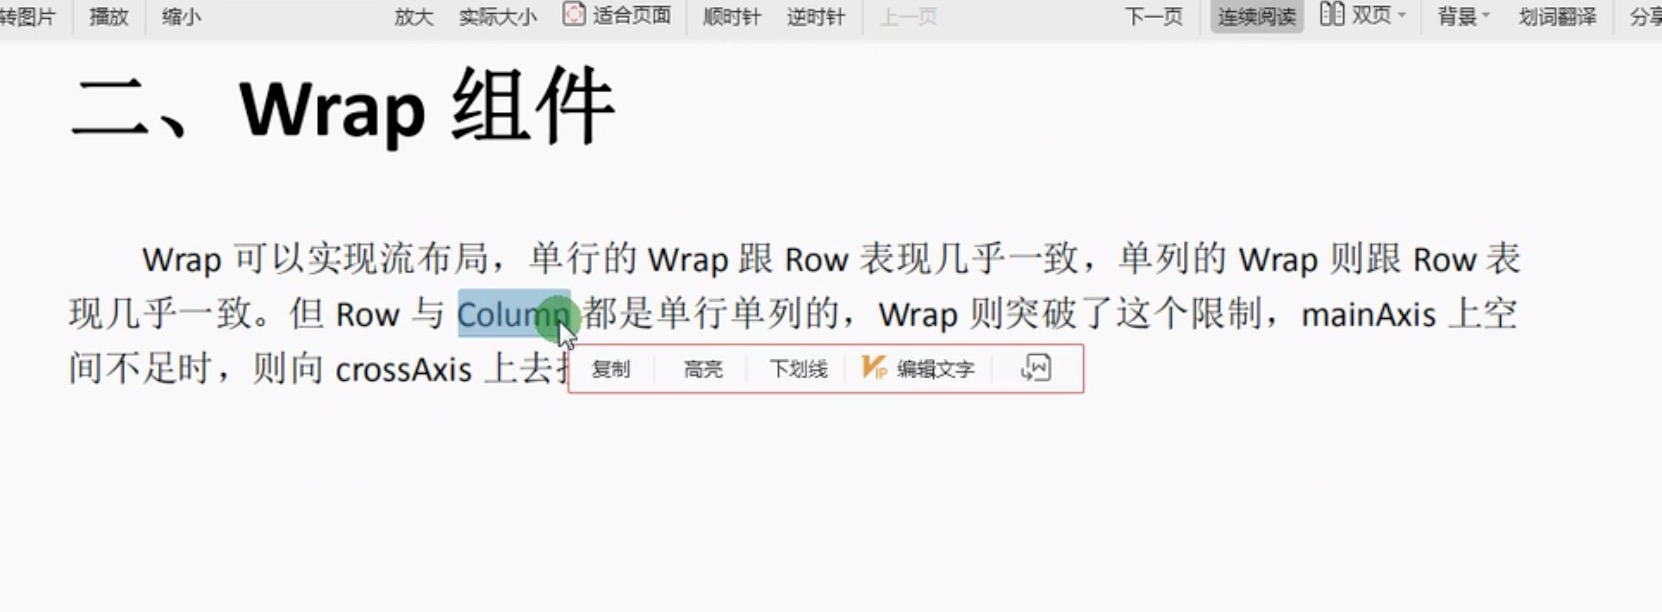 转图片 播放 缩小 放大 实际大小 适合页面 顺时针 逆时针 上一页 下一页 连续阅读 双页 背景 划词翻译 分享
二、Wrap 组件
Wrap 可以实现流布局，单行的 Wrap 跟 Row 表现几乎一致，单列的 Wrap 则跟 Row 表
现几乎一致。但 Row 与 Column 都是单行单列的，Wrap 则突破了这个限制，mainAxis 上空
间不足时，则向 crossAxis 上去
复制 高亮 下划线 VIP 编辑文字